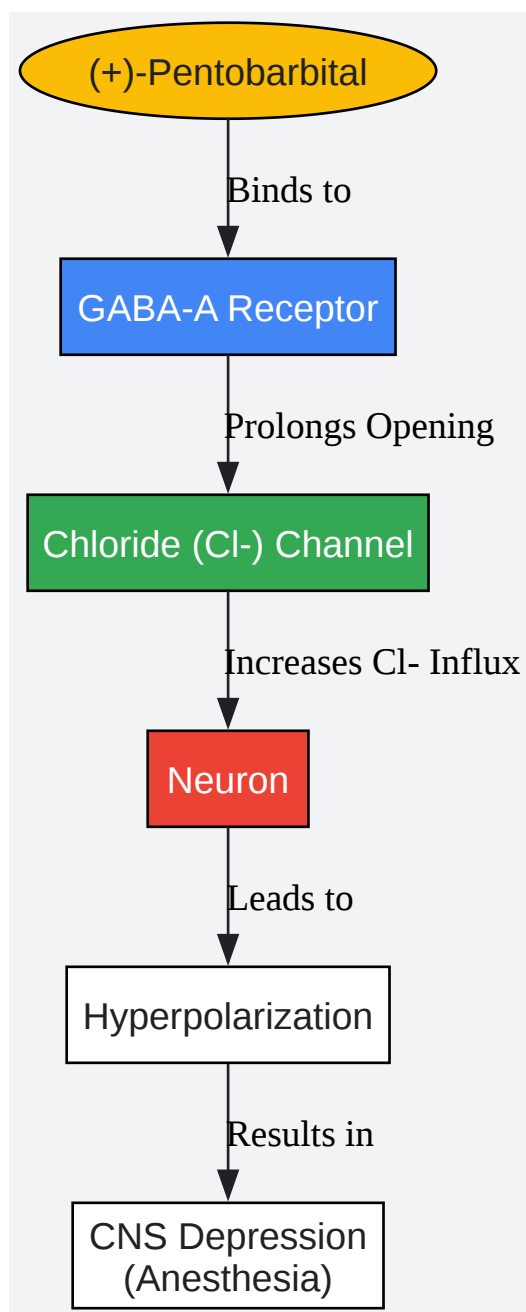 (+)-Pentobarbital
Binds to
GABA-A Receptor
Prolongs Opening
Chloride (Cl-) Channel
Increases Cl- Influx
Neuron
Leads to
Hyperpolarization
Results in
CNS Depression
(Anesthesia)